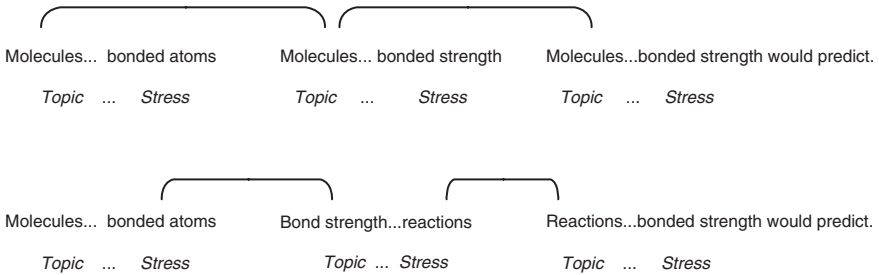 Molecules... bonded atoms Molecules... bonded strength Molecules...bonded strength would predict.
Topic ... Stress Topic ... Stress Topic ... Stress
Molecules... bonded atoms Bond strength...reactions Reactions...bonded strength would predict.
Topic ... Stress Topic ... Stress Topic ... Stress